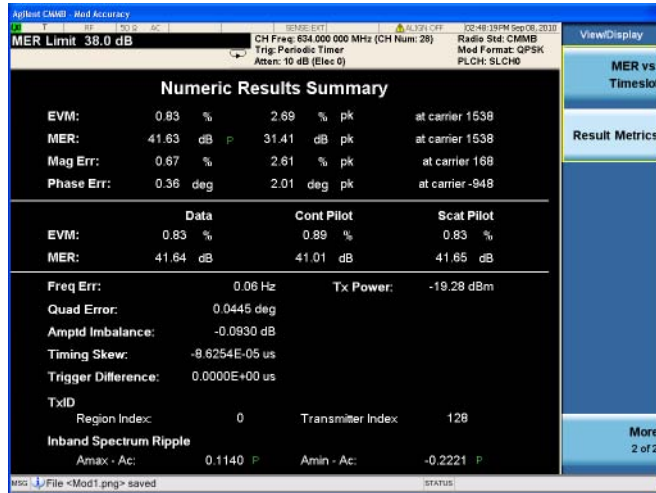 Agilent CMMB - Mod Accuracy
T RF 50 Ω AC SENSE:EXT ALIGN OFF 02:48:19 PM Sep 08, 2010
MER Limit 38.0 dB
CH Freq: 634.000 000 MHz (CH Num: 28) Radio Std: CMMB
Trig: Periodic Timer Mod Format: QPSK
Atten: 10 dB (Elec 0) PLCH: SLCH0
View/Display
MER vs
Timeslo
Result Metrics
Numeric Results Summary
EVM: 0.83 % 2.69 % pk at carrier 1538
MER: 41.63 dB P 31.41 dB pk at carrier 1538
Mag Err: 0.67 % 2.61 % pk at carrier 168
Phase Err: 0.36 deg 2.01 deg pk at carrier -948
Data Cont Pilot Scat Pilot
EVM: 0.83 % 0.89 % 0.83 %
MER: 41.64 dB 41.01 dB 41.65 dB
Freq Err: 0.06 Hz Tx Power: -19.28 dBm
Quad Error: 0.0445 deg
Amptd Imbalance: -0.0930 dB
Timing Skew: -8.6254E-05 us
Trigger Difference: 0.0000E+00 us
TxID
Region Index: 0 Transmitter Index 128
Inband Spectrum Ripple
Amax - Ac: 0.1140 P Amin - Ac: -0.2221 P
More
2 of 2
MSG File <Mod1.png> saved STATUS